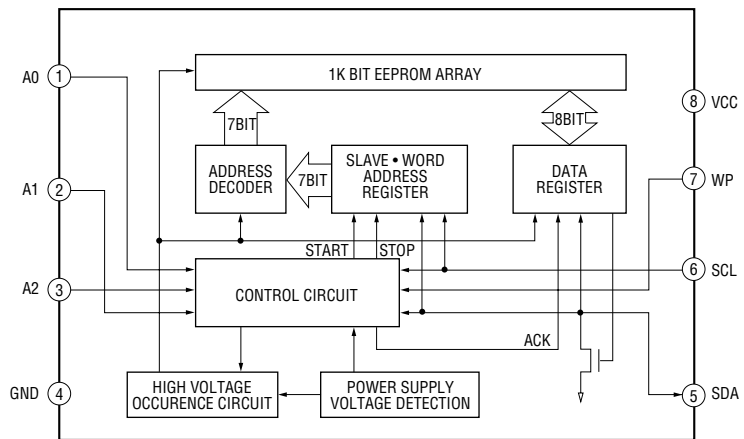 A0 1
1K BIT EEPROM ARRAY
8 VCC
7BIT
8BIT
ADDRESS
DECODER
7BIT
SLAVE • WORD
ADDRESS
REGISTER
DATA
REGISTER
A1 2
7 WP
START
STOP
A2 3
CONTROL CIRCUIT
6 SCL
ACK
GND 4
HIGH VOLTAGE
OCCURENCE CIRCUIT
POWER SUPPLY
VOLTAGE DETECTION
5 SDA